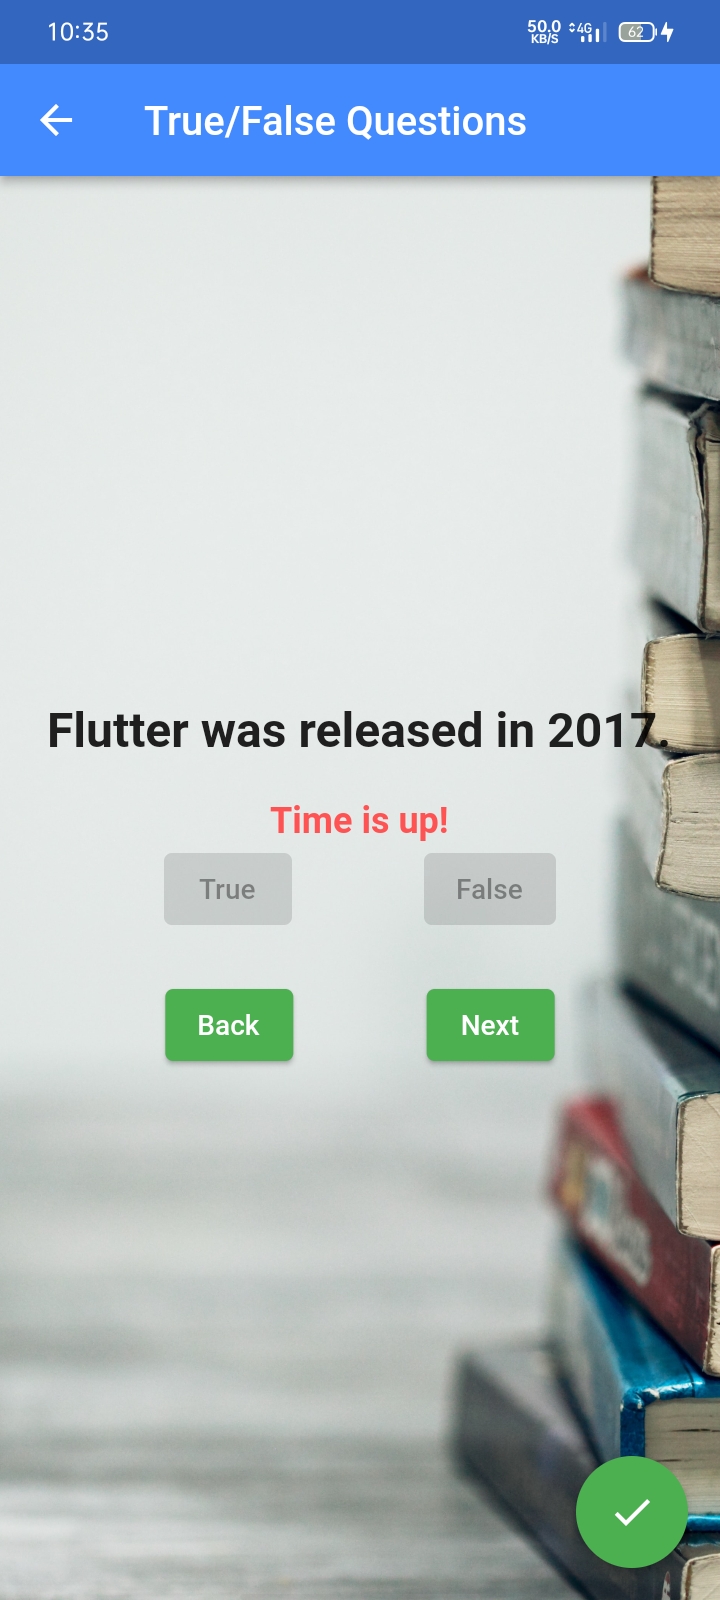 10:35
50.0
KB/S
4G
62
True/False Questions
Flutter was released in 2017.
Time is up!
True False
Back Next